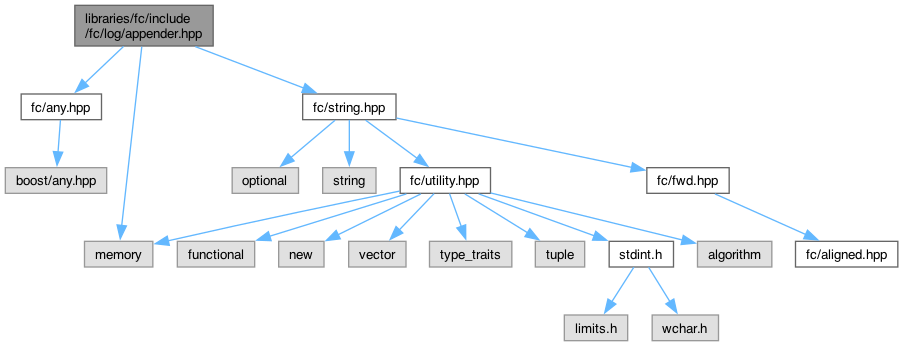 libraries/fc/include
/fc/log/appender.hpp
fc/any.hpp
fc/string.hpp
boost/any.hpp
optional
string
fc/utility.hpp
fc/fwd.hpp
memory
functional
new
vector
type_traits
tuple
stdint.h
algorithm
fc/aligned.hpp
limits.h
wchar.h